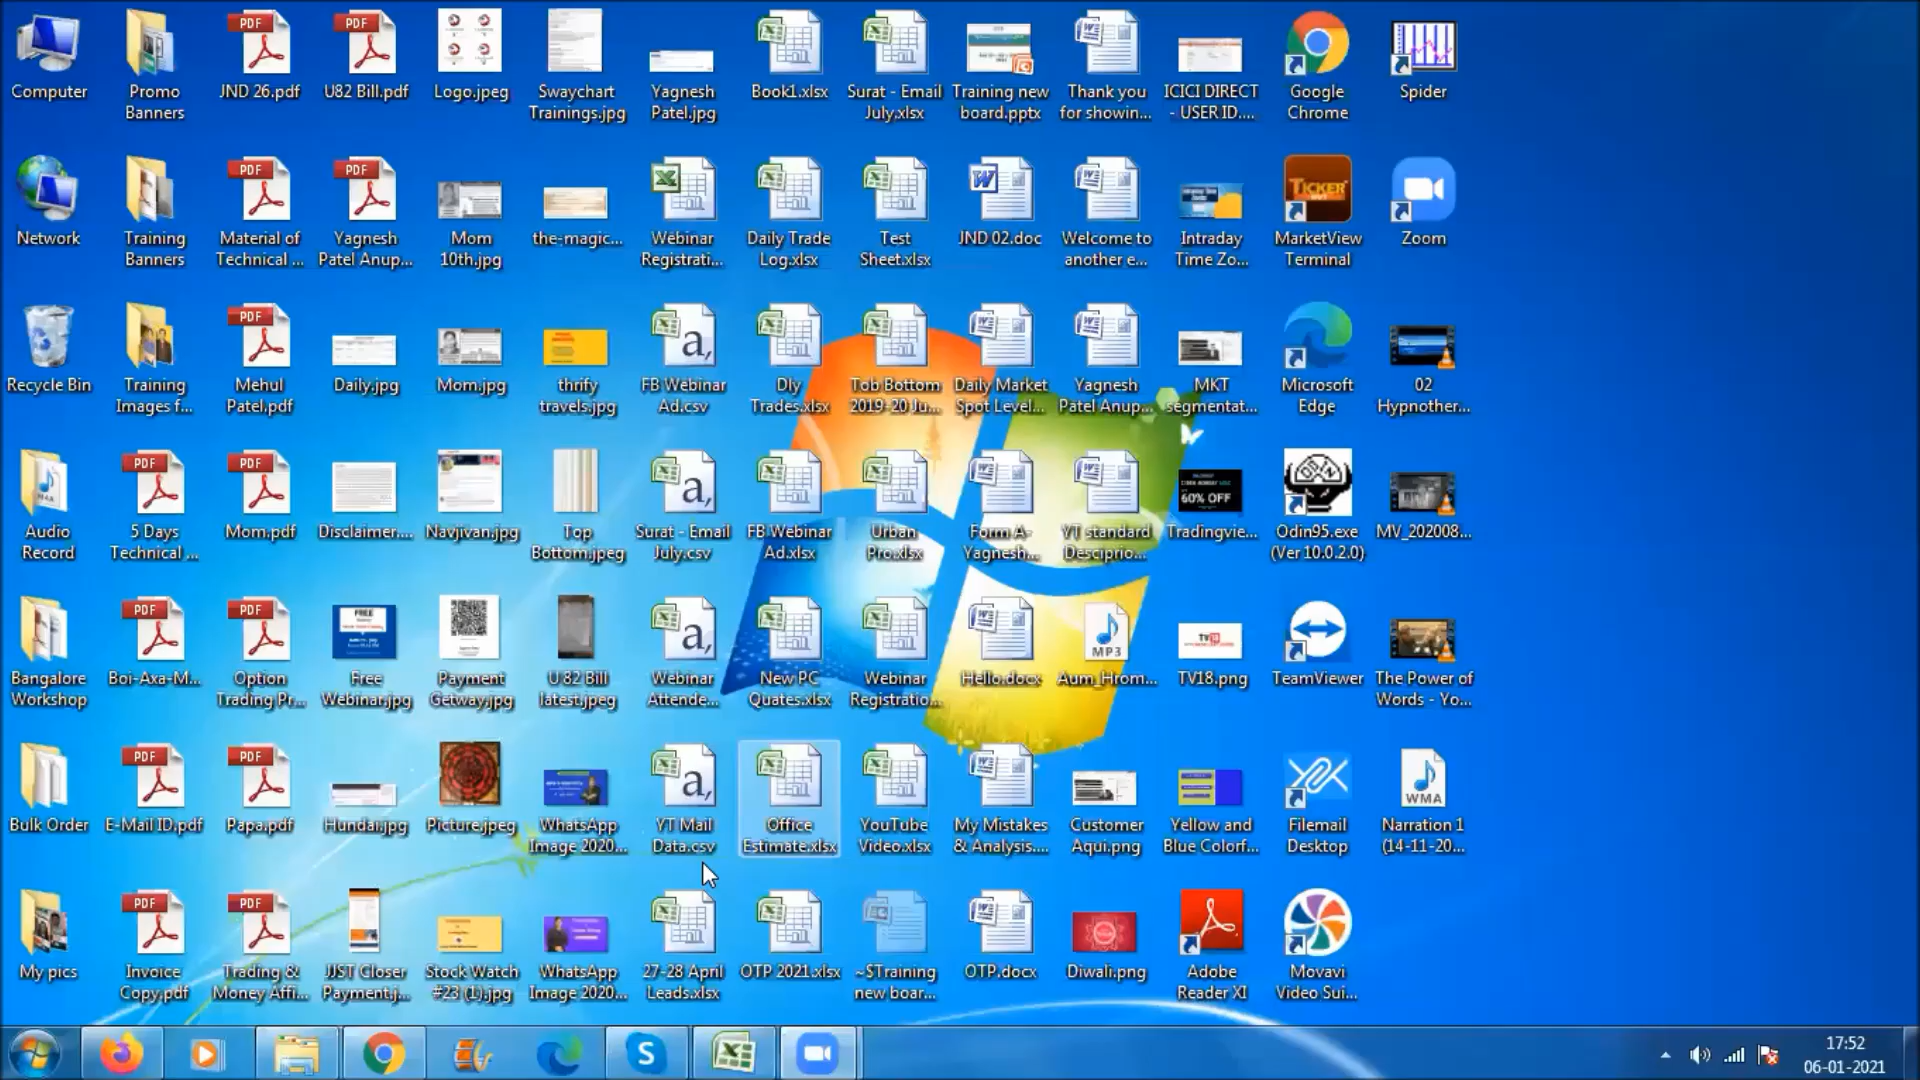 Computer
Promo
Banners
JND 26.pdf
U82 Bill.pdf
Logo.jpeg
Swaychart
Trainings.jpg
Yagnesh
Patel.jpg
Book1.xlsx
Surat - Email
July.xlsx
Training new
board.pptx
Thank you
for showin...
ICICI DIRECT
- USER ID....
Google
Chrome
Spider
Network
Training
Banners
Material of
Technical ...
Yagnesh
Patel Anup...
Mom
10th.jpg
the-magic...
Webinar
Registrati...
Daily Trade
Log.xlsx
Test
Sheet.xlsx
JND 02.doc
Welcome to
another e...
Intraday
Time Zo...
TICKER
MarketView
Terminal
Zoom
Recycle Bin
Training
Images f...
Mehul
Patel.pdf
Daily.jpg
Mom.jpg
thrify
travels.jpg
FB Webinar
Ad.csv
Dly
Trades.xlsx
Tob Bottom
2019-20 Ju...
Daily Market
Spot Level...
Yagnesh
Patel Anup...
MKT
segmentat...
Microsoft
Edge
02
Hypnother...
Audio
Record
5 Days
Technical ...
Mom.pdf
Disclaimer....
Navjivan.jpg
Top
Bottom.jpeg
Surat - Email
July.csv
FB Webinar
Ad.xlsx
Urban
Pro.xlsx
Form A-
Yagnesh...
YT standard
Desciprio...
60% OFF
Tradingvie...
ODIN
Odin95.exe
(Ver 10.0.2.0)
MV_202008...
Bangalore
Workshop
Boi-Axa-M...
Option
Trading Pr...
FREE
Free
Webinar.jpg
Payment
Getway.jpg
U 82 Bill
latest.jpeg
Webinar
Attende...
New PC
Quates.xlsx
Webinar
Registratio...
Hello.docx
MP3
Aum_Hrom...
TV18
TV18.png
TeamViewer
The Power of
Words - Yo...
Bulk Order
E-Mail ID.pdf
Papa.pdf
Hundai.jpg
Picture.jpeg
WhatsApp
Image 2020...
YT Mail
Data.csv
Office
Estimate.xlsx
YouTube
Video.xlsx
My Mistakes
& Analysis....
Customer
Aqui.png
Yellow and
Blue Colorf...
Filemail
Desktop
WMA
Narration 1
(14-11-20...
My pics
Invoice
Copy.pdf
Trading &
Money Affi...
JJST Closer
Payment.j...
Stock Watch
#23 (1).jpg
WhatsApp
Image 2020...
27-28 April
Leads.xlsx
OTP 2021.xlsx
~$Training
new boar...
OTP.docx
Diwali.png
Adobe
Reader XI
Movavi
Video Sui...
17:52
06-01-2021